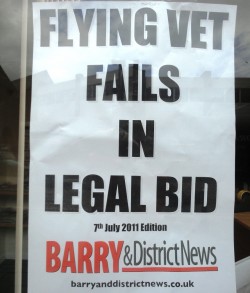 FLYING VET
FAILS
IN
LEGAL BID
7th July 2011 Edition
BARRY &DistrictNews
barryanddistrictnews.co.uk